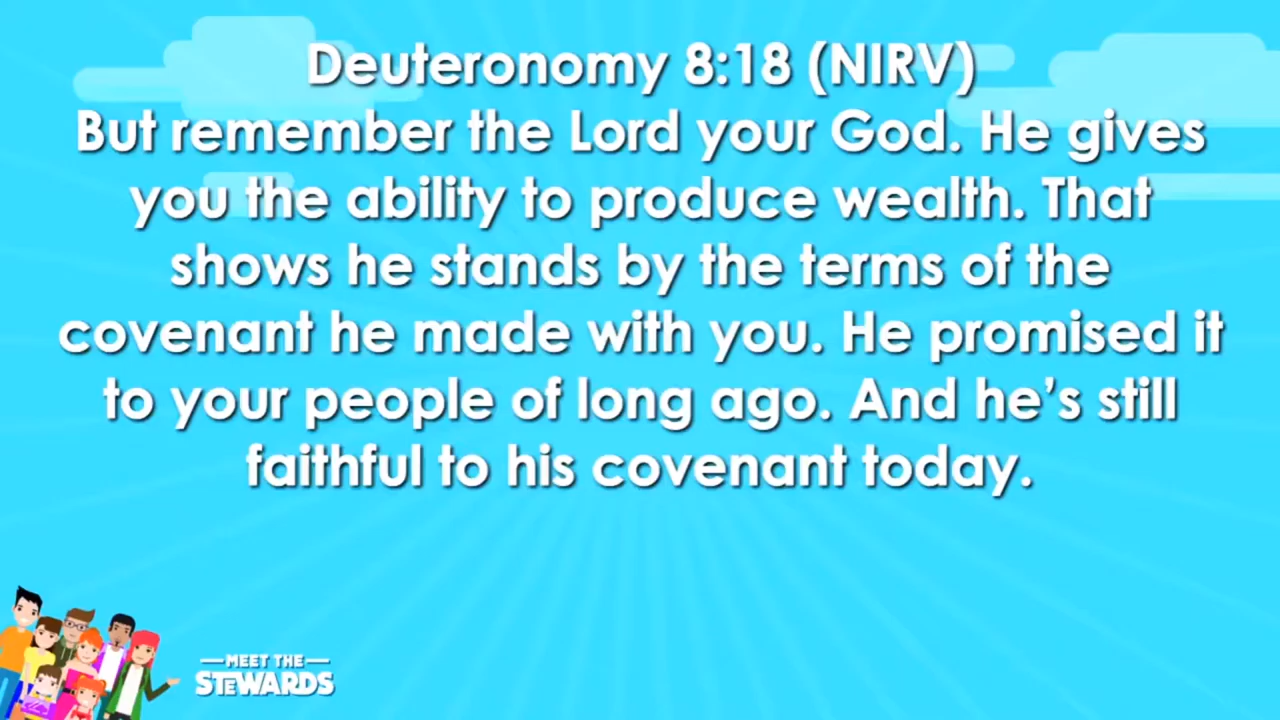 Deuteronomy 8:18 (NIRV)
But remember the Lord your God. He gives
you the ability to produce wealth. That
shows he stands by the terms of the
covenant he made with you. He promised it
to your people of long ago. And he’s still
faithful to his covenant today.
MEET THE
STEWARDS